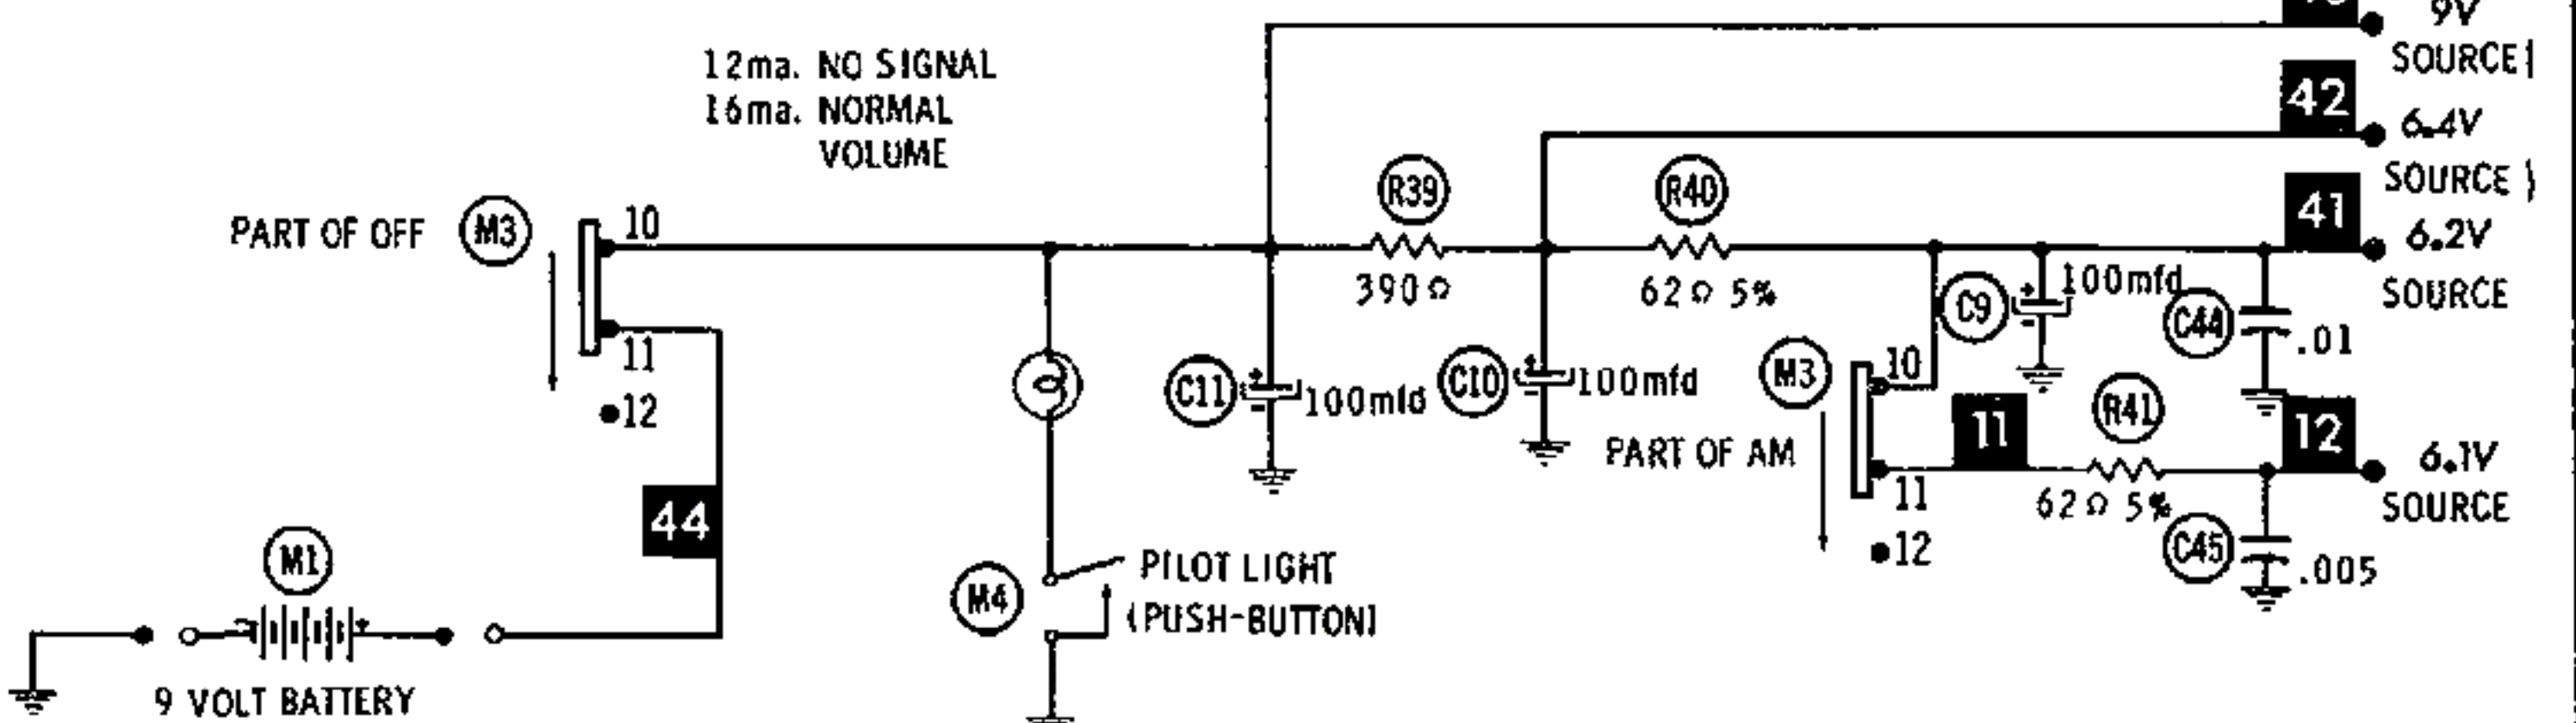 9V
SOURCE
12ma. NO SIGNAL
16ma. NORMAL
VOLUME
42
6.4V
SOURCE
R39
R40
41
PART OF OFF
M3
10
6.2V
SOURCE
390Ω
62Ω 5%
C9
100mfd
C44
.01
11
12
C11
100mfd
C10
100mfd
M3
10
PART OF AM
11
R41
12
6.1V
SOURCE
11
62Ω 5%
12
C45
.005
44
M1
M4
PILOT LIGHT
(PUSH-BUTTON)
9 VOLT BATTERY